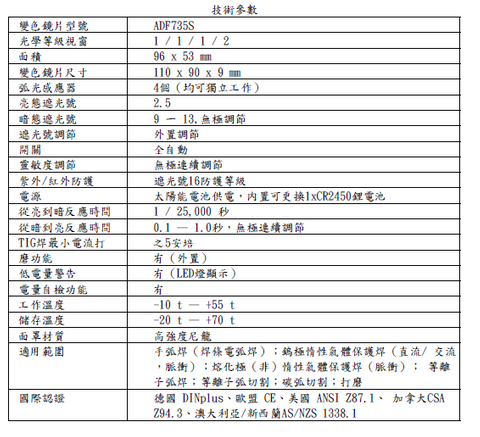 技術參數
變色鏡片型號 ADF735S
光學等級視窗 1 / 1 / 1 / 2
面積 96 x 53 mm
變色鏡片尺寸 110 x 90 x 9 mm
弧光感應器 4個（均可獨立工作）
亮態遮光號 2.5
暗態遮光號 9 一 13,無極調節
遮光號調節 外置調節
開關 全自動
靈敏度調節 無極連續調節
紫外/紅外防護 遮光號16防護等級
電源 太陽能電池供電，內置可更換1xCR2450鋰電池
從亮到暗反應時間 1 / 25,000 秒
從暗到亮反應時間 0.1 — 1.0秒，無極連續調節
TIG焊最小電流打 之5安培
磨功能 有（外置）
低電量警告 有（LED燈顯示）
電量自檢功能 有
工作溫度 -10 t — +55 t
儲存溫度 -20 t — +70 t
面罩材質 高強度尼龍
適用範圍 手弧焊（焊條電弧焊）；鎢極惰性氣體保護焊（直流/ 交流
，脈衝）；熔化極（非）惰性氣體保護焊（脈衝）； 等離
子弧焊；等離子弧切割；碳弧切割；打磨
國際認證 德國 DINplus、歐盟 CE、美國 ANSI Z87.1、 加拿大CSA
Z94.3、澳大利亞/新西蘭AS/NZS 1338.1